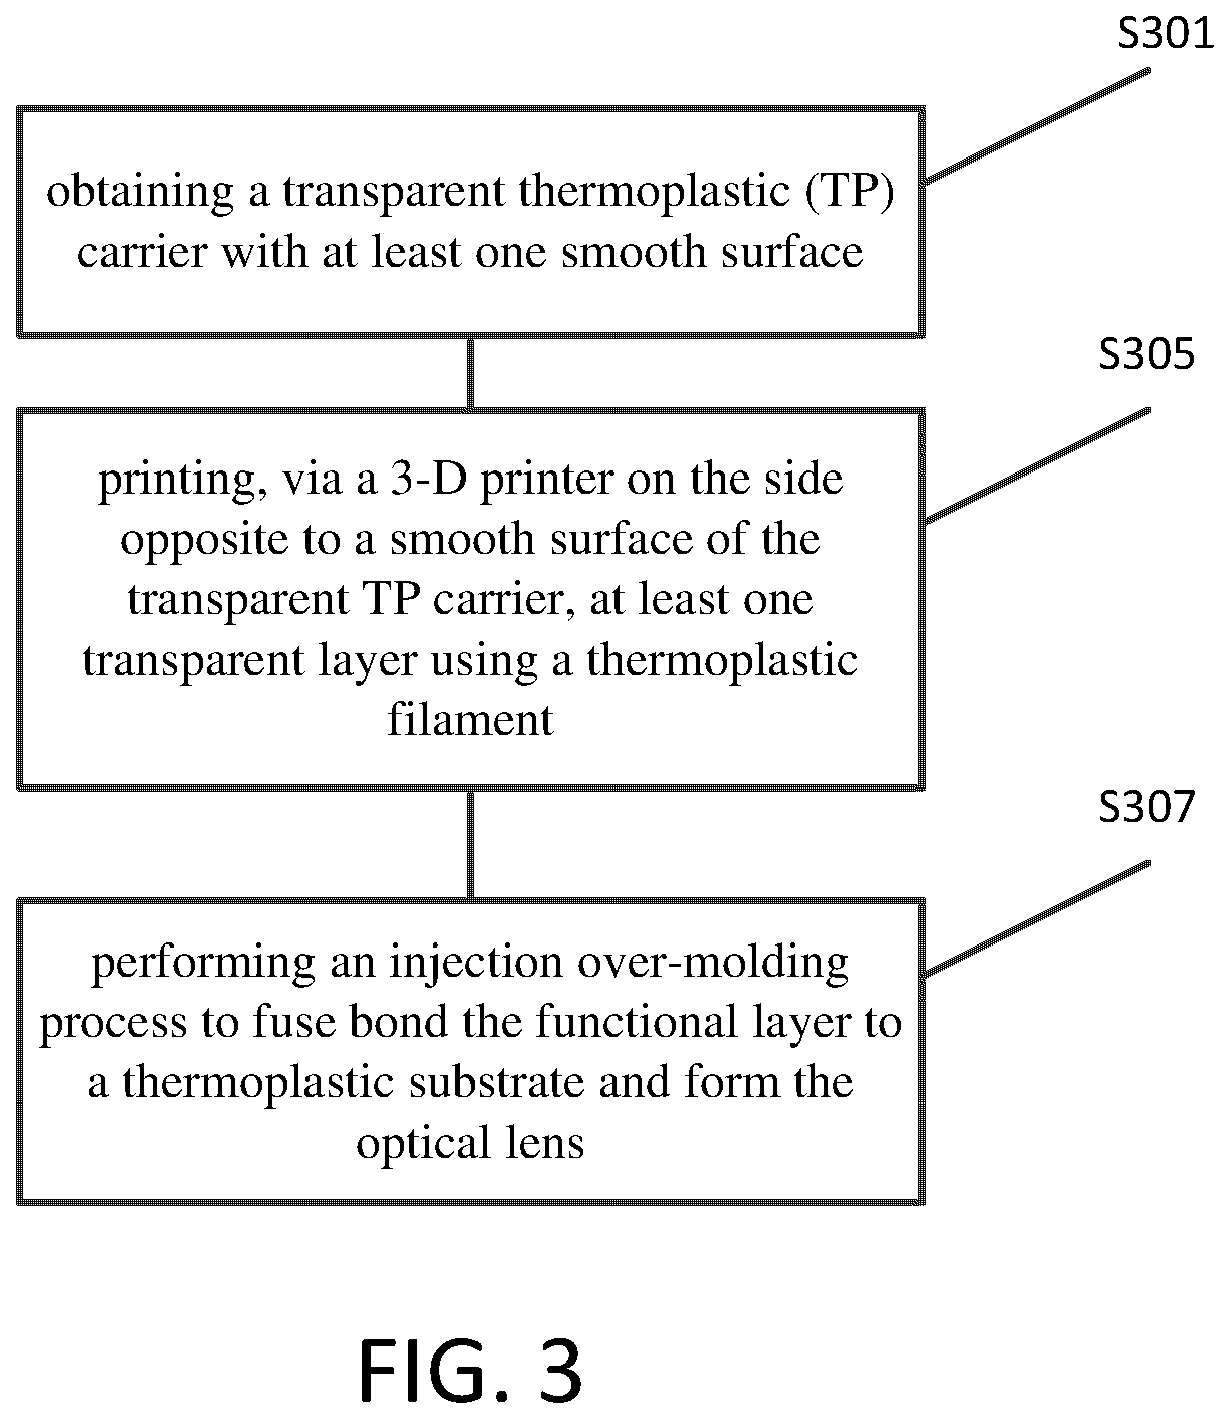 S301
obtaining a transparent thermoplastic (TP)
carrier with at least one smooth surface
S305
printing, via a 3-D printer on the side
opposite to a smooth surface of the
transparent TP carrier, at least one
transparent layer using a thermoplastic
filament
S307
performing an injection over-molding
process to fuse bond the functional layer to
a thermoplastic substrate and form the
optical lens
FIG. 3